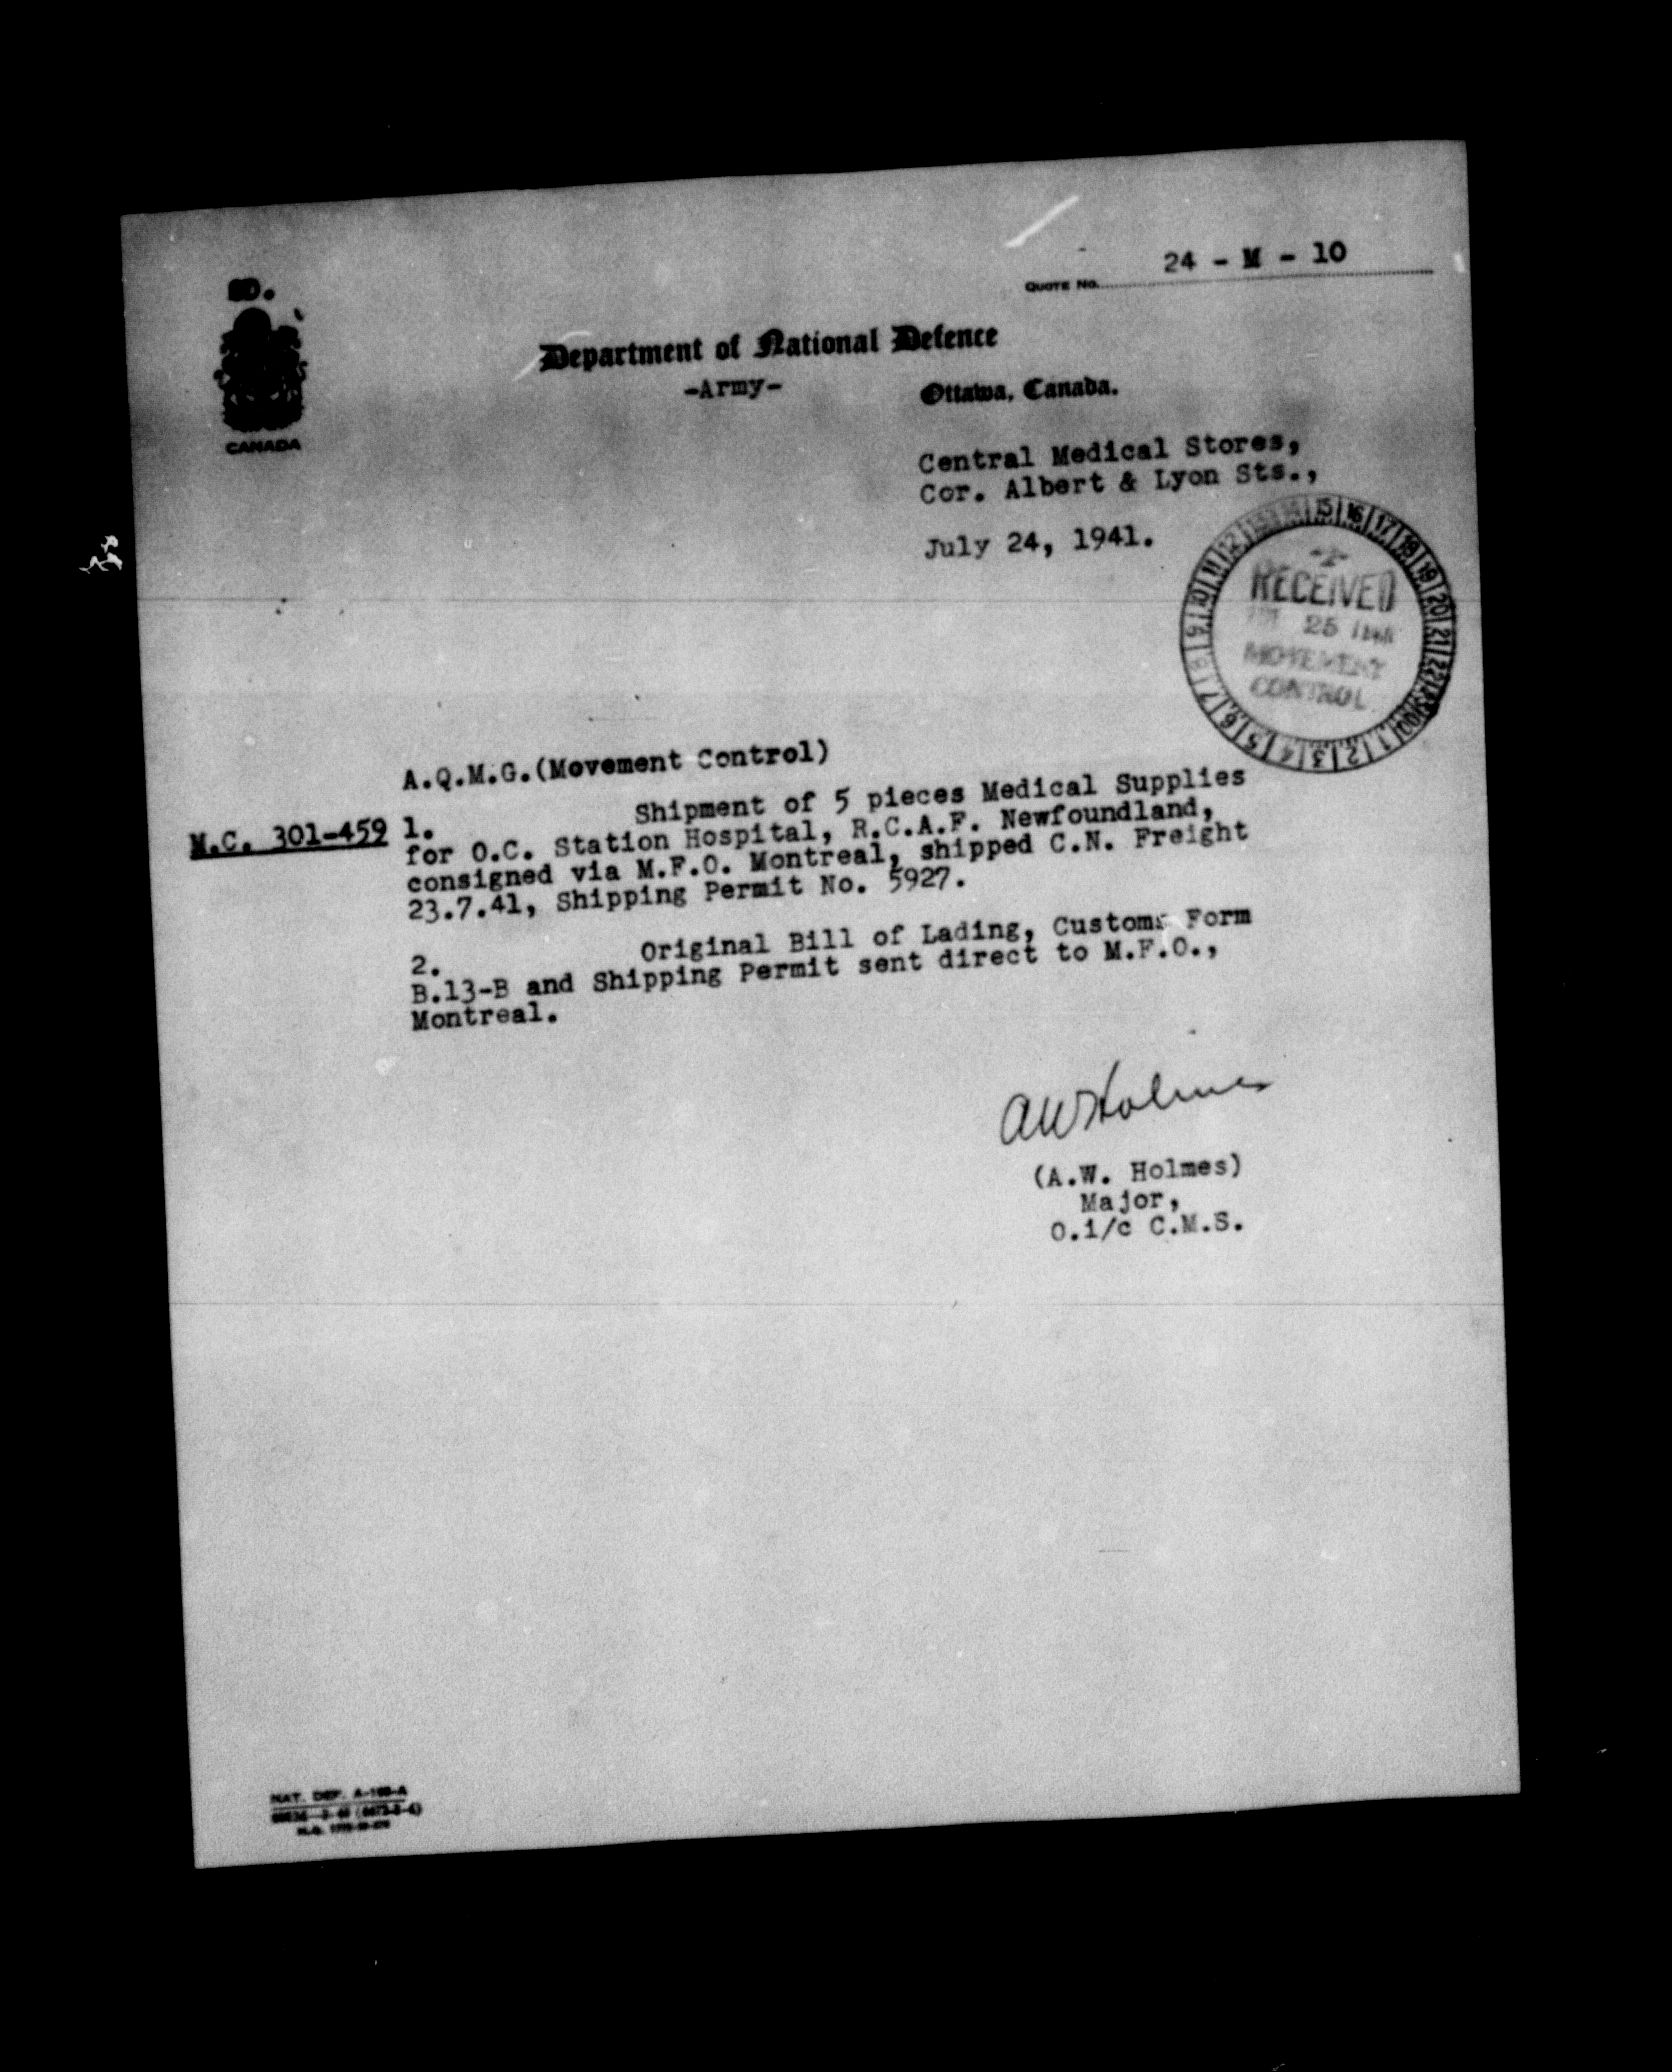 24 - M - 10
QUOTE No.
Department of National Defence
-Army-
Ottawa, Canada.
CANADA
Central Medical Stores,
Cor. Albert & Lyon Sts.,
July 24, 1941.
RECEIVED
25
MOVEMENT
CONTROL
A.Q.M.G.(Movement Control)
M.C. 301-459
1. Shipment of 5 pieces Medical Supplies
for O.C. Station Hospital, R.C.A.F. Newfoundland,
consigned via M.F.O. Montreal, shipped C.N. Freight
23.7.41, Shipping Permit No. 5927.
2. Original Bill of Lading, Customs Form
B.13-B and Shipping Permit sent direct to M.F.O.,
Montreal.
AWHolmes
(A.W. Holmes)
Major,
O.i/c C.M.S.
NAT. DEF. A-